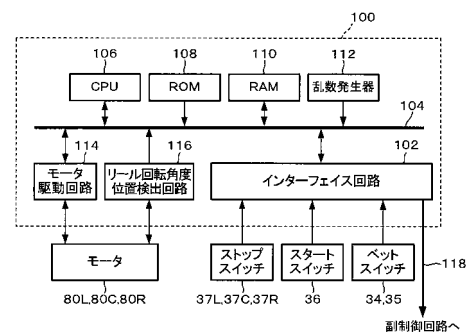 100
106
108
110
112
CPU
ROM
RAM
乱数発生器
104
114
116
102
モータ
駆動回路
リール回転角度
位置検出回路
インターフェイス回路
モータ
ストップ
スイッチ
スタート
スイッチ
ベット
スイッチ
118
80L,80C,80R
37L,37C,37R
36
34,35
副制御回路へ